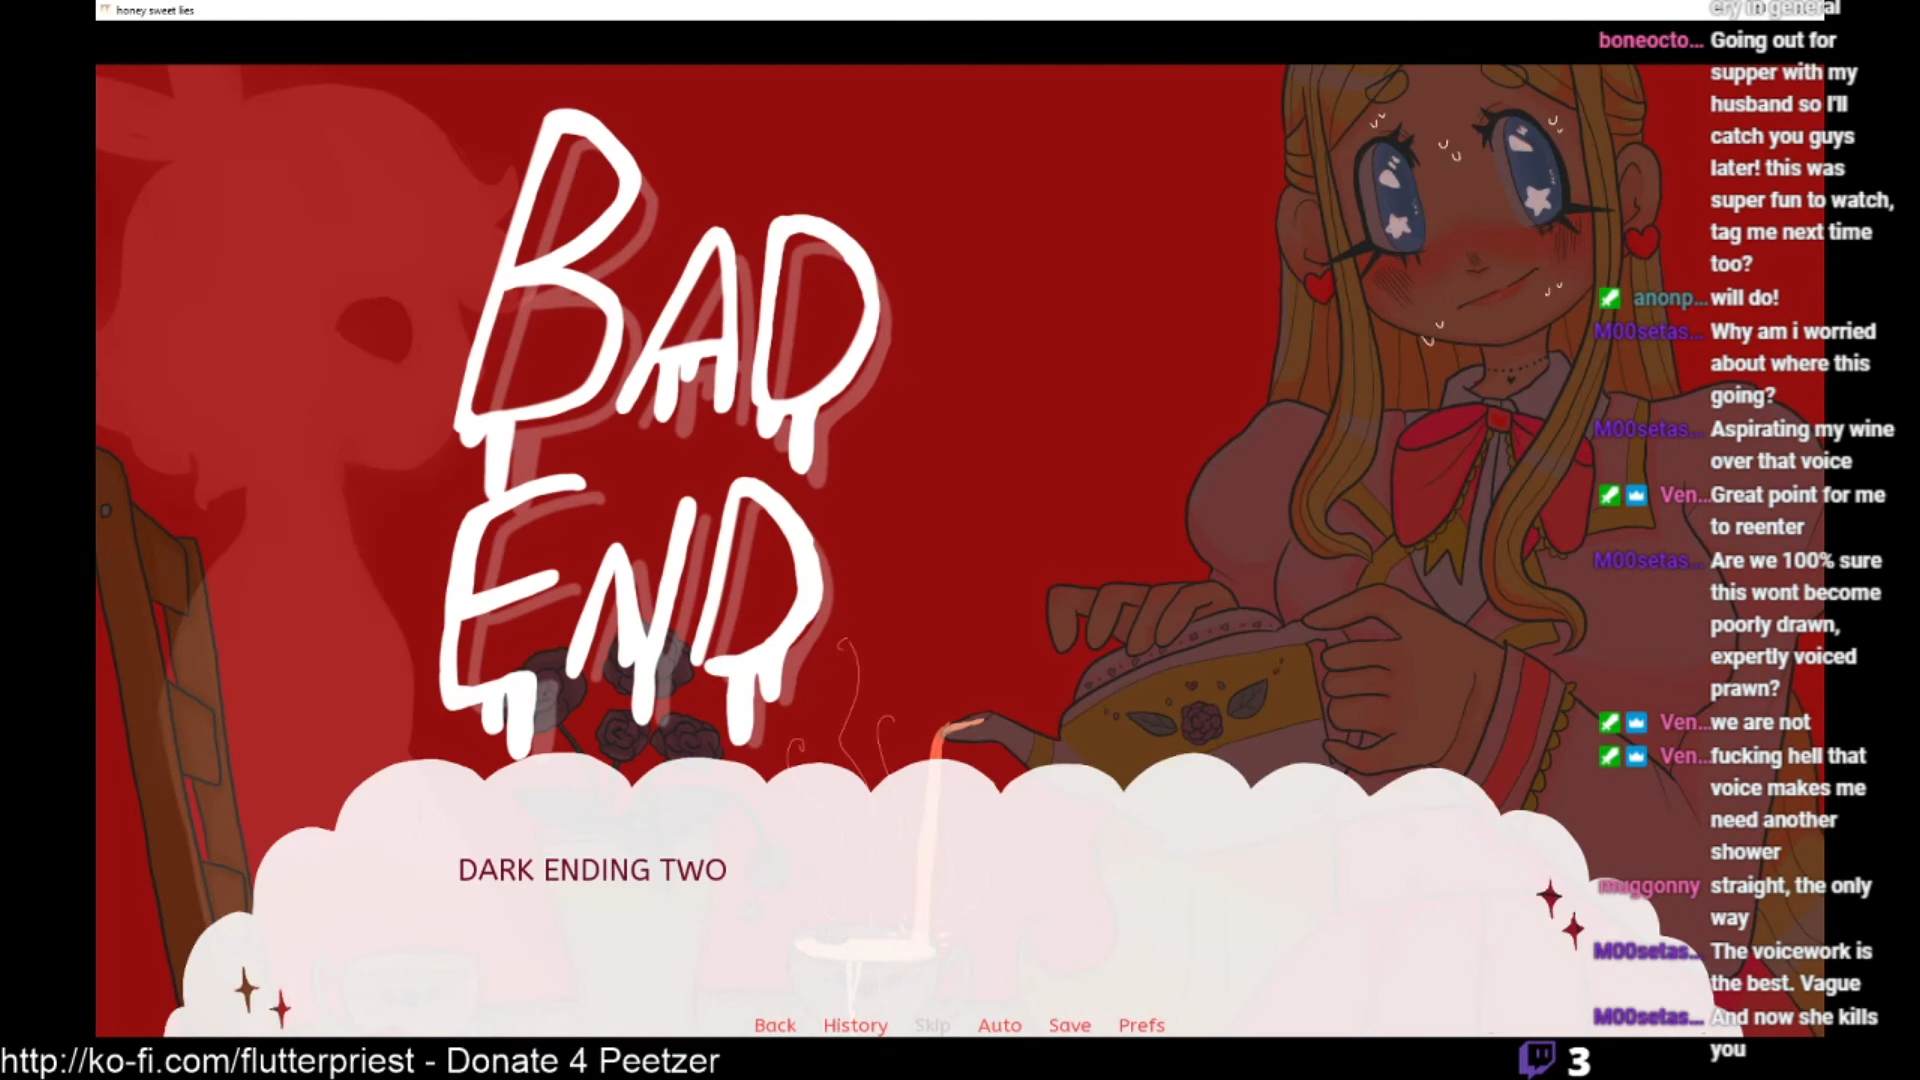 honey sweet lies
cry in general
boneocto... Going out for
supper with my
husband so I'll
catch you guys
later! this was
super fun to watch,
tag me next time
too?
anonp... will do!
M00setas... Why am i worried
about where this
going?
M00setas... Aspirating my wine
over that voice
Ven... Great point for me
to reenter
M00setas... Are we 100% sure
this wont become
poorly drawn,
expertly voiced
prawn?
Ven... we are not
Ven... fucking hell that
voice makes me
need another
shower
muggonny straight, the only
way
M00setas... The voicework is
the best. Vague
M00setas... And now she kills
you
BAD
END
DARK ENDING TWO
Back History Skip Auto Save Prefs
http://ko-fi.com/flutterpriest - Donate 4 Peetzer
3